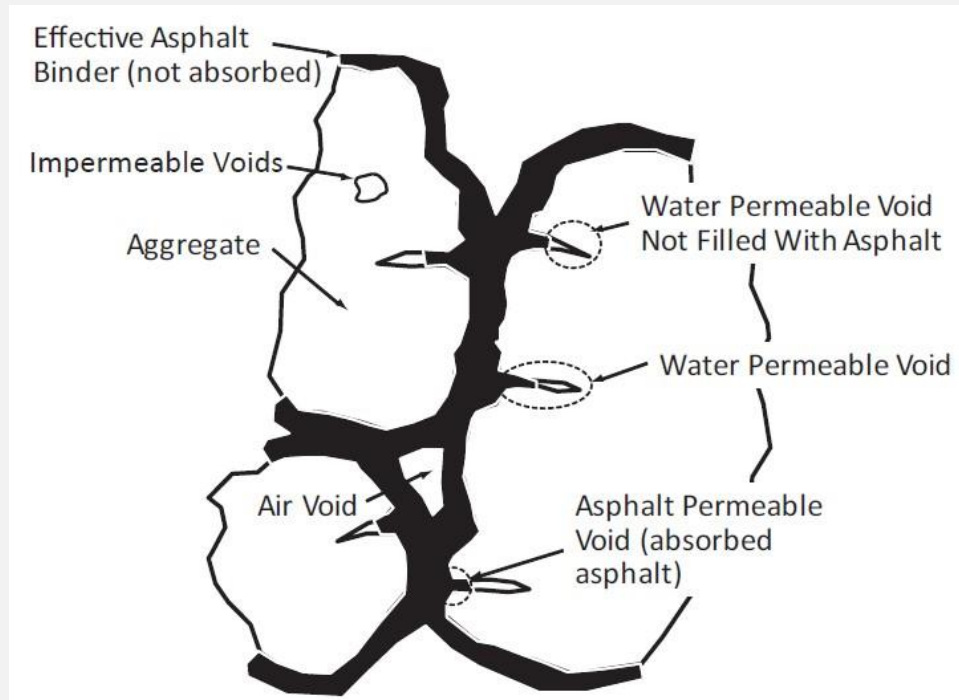 Effective Asphalt
Binder (not absorbed)
Impermeable Voids
Aggregate
Water Permeable Void
Not Filled With Asphalt
Water Permeable Void
Air Void
Asphalt Permeable
Void (absorbed
asphalt)